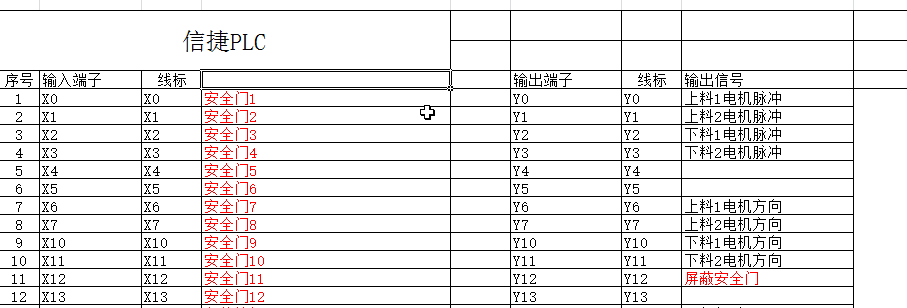 信捷PLC
序号 输入端子 线标 输出端子 线标 输出信号
1 X0 X0 安全门1 Y0 Y0 上料1电机脉冲
2 X1 X1 安全门2 Y1 Y1 上料2电机脉冲
3 X2 X2 安全门3 Y2 Y2 下料1电机脉冲
4 X3 X3 安全门4 Y3 Y3 下料2电机脉冲
5 X4 X4 安全门5 Y4 Y4
6 X5 X5 安全门6 Y5 Y5
7 X6 X6 安全门7 Y6 Y6 上料1电机方向
8 X7 X7 安全门8 Y7 Y7 上料2电机方向
9 X10 X10 安全门9 Y10 Y10 下料1电机方向
10 X11 X11 安全门10 Y11 Y11 下料2电机方向
11 X12 X12 安全门11 Y12 Y12 屏蔽安全门
12 X13 X13 安全门12 Y13 Y13